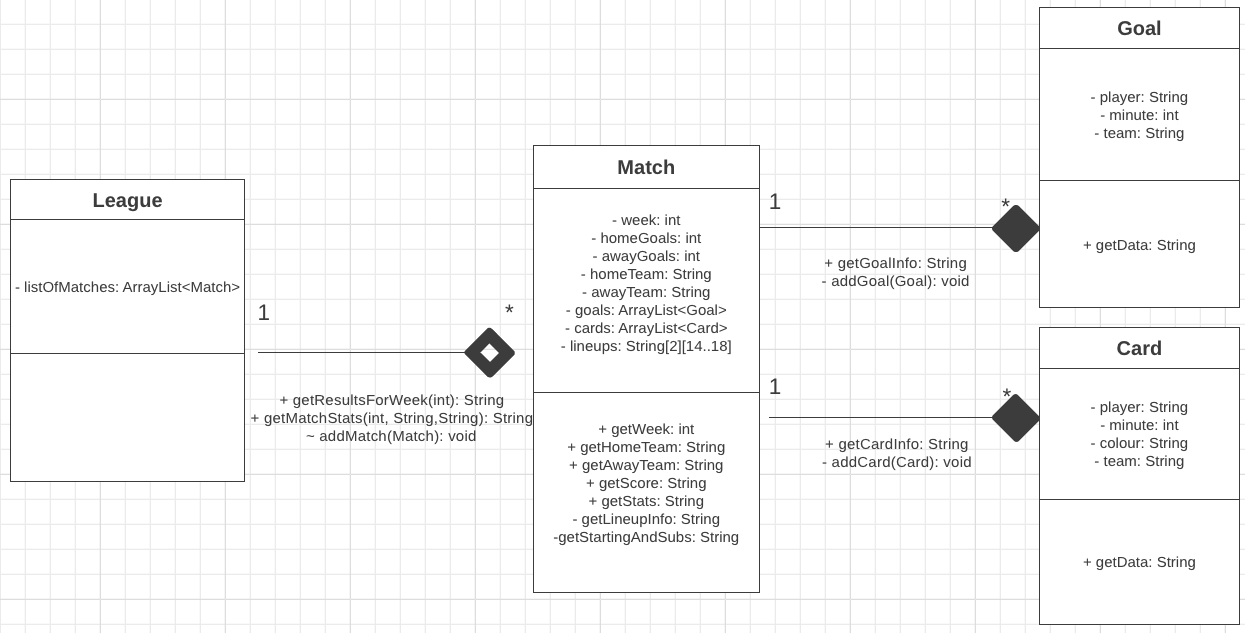 League
- listOfMatches: ArrayList<Match>
1
*
+ getResultsForWeek(int): String
+ getMatchStats(int, String,String): String
~ addMatch(Match): void
Match
- week: int
- homeGoals: int
- awayGoals: int
- homeTeam: String
- awayTeam: String
- goals: ArrayList<Goal>
- cards: ArrayList<Card>
- lineups: String[2][14..18]
+ getWeek: int
+ getHomeTeam: String
+ getAwayTeam: String
+ getScore: String
+ getStats: String
- getLineupInfo: String
-getStartingAndSubs: String
1
*
+ getGoalInfo: String
- addGoal(Goal): void
1
*
+ getCardInfo: String
- addCard(Card): void
Goal
- player: String
- minute: int
- team: String
+ getData: String
Card
- player: String
- minute: int
- colour: String
- team: String
+ getData: String